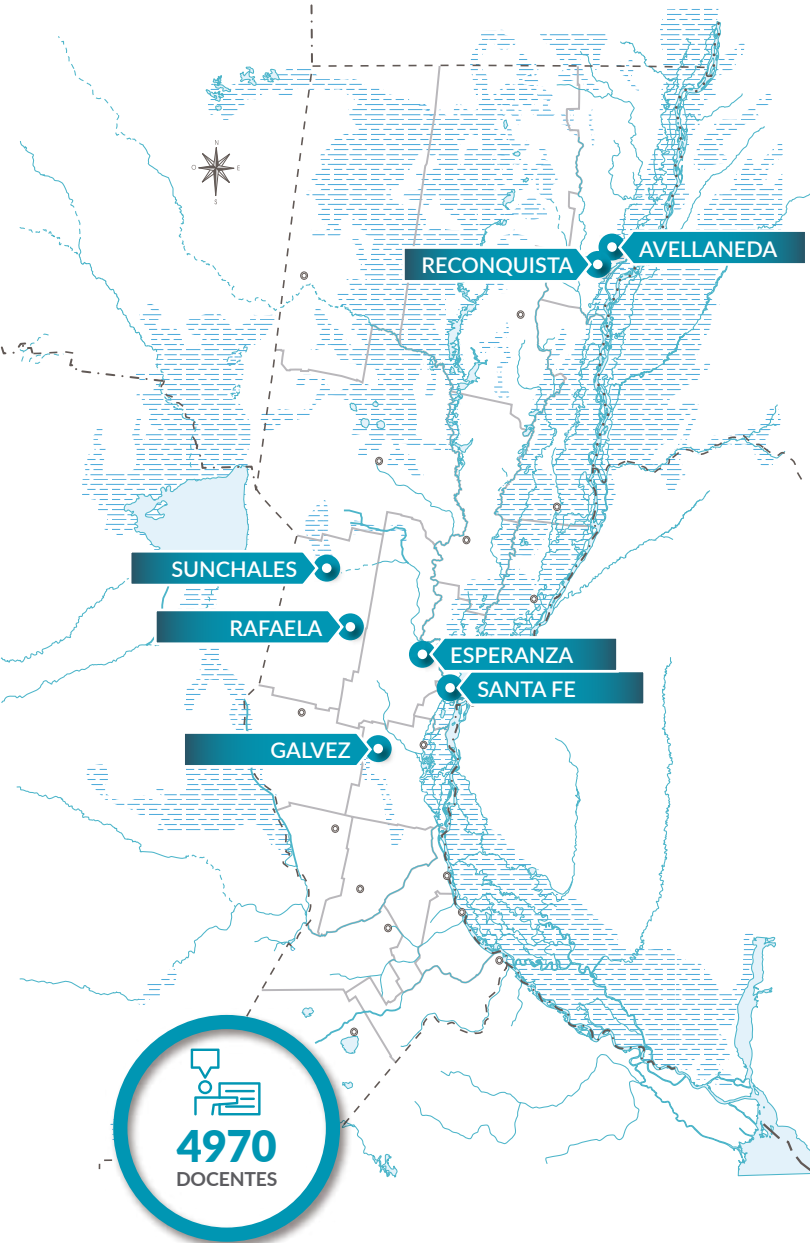 N
O E
S
AVELLANEDA
RECONQUISTA
SUNCHALES
RAFAELA
ESPERANZA
SANTA FE
GALVEZ
4970
DOCENTES